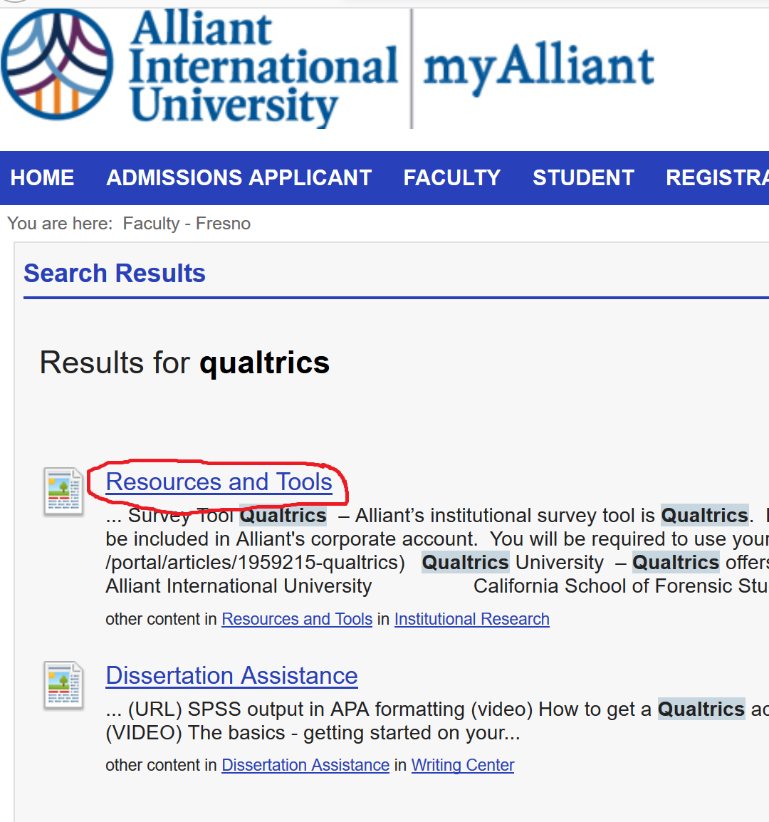 Alliant
International
University
myAlliant
HOME ADMISSIONS APPLICANT FACULTY STUDENT
You are here: Faculty - Fresno
Search Results
Results for qualtrics
Resources and Tools
... Survey Tool Qualtrics – Alliant's institutional survey tool is Qualtrics.
be included in Alliant's corporate account. You will be required to use your
/portal/articles/1959215-qualtrics) Qualtrics University – Qualtrics offers
Alliant International University California School of Forensic Stu
other content in Resources and Tools in Institutional Research
Dissertation Assistance
... (URL) SPSS output in APA formatting (video) How to get a Qualtrics ac
(VIDEO) The basics - getting started on your...
other content in Dissertation Assistance in Writing Center